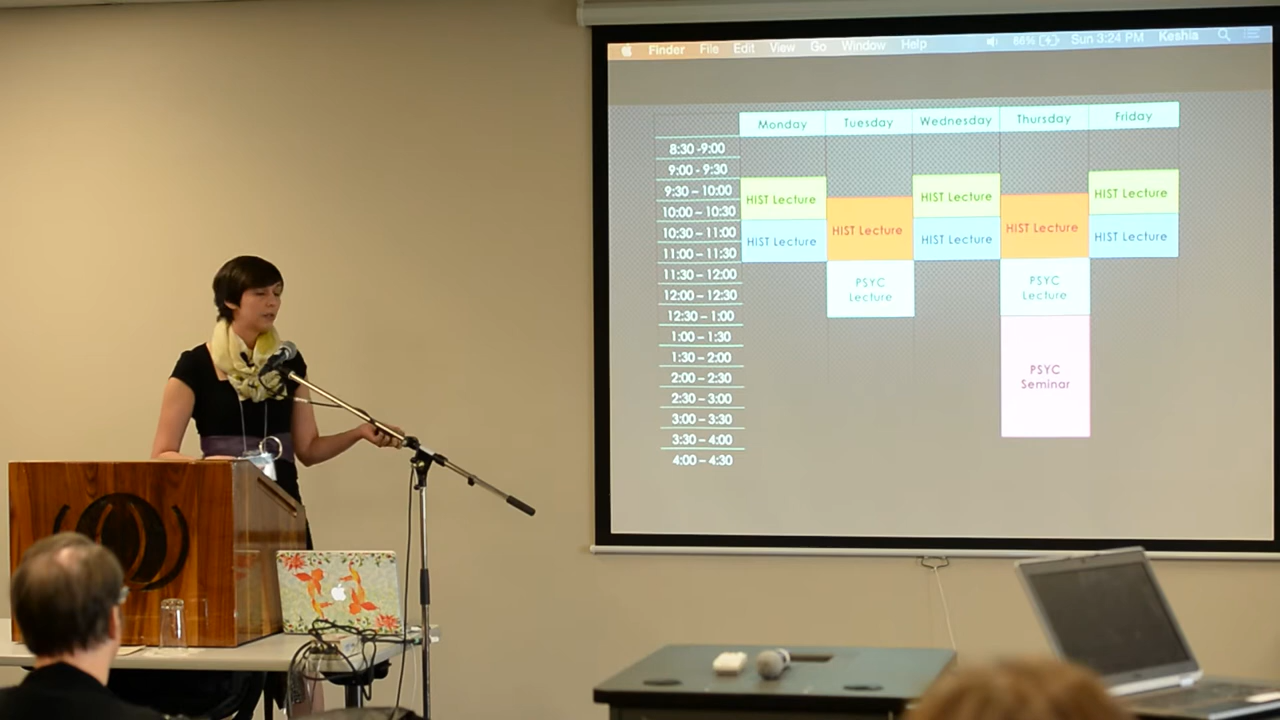 Finder File Edit View Go Window Help 66% Sun 3:24 PM Keshia
Monday Tuesday Wednesday Thursday Friday
8:30 -9:00
9:00 - 9:30
9:30 – 10:00
HIST Lecture HIST Lecture HIST Lecture
10:00 – 10:30
10:30 – 11:00
HIST Lecture HIST Lecture
HIST Lecture HIST Lecture HIST Lecture
11:00 – 11:30
11:30 – 12:00
PSYC
Lecture
PSYC
Lecture
12:00 – 12:30
12:30 – 1:00
1:00 – 1:30
1:30 – 2:00
PSYC
Seminar
2:00 – 2:30
2:30 – 3:00
3:00 – 3:30
3:30 – 4:00
4:00 – 4:30